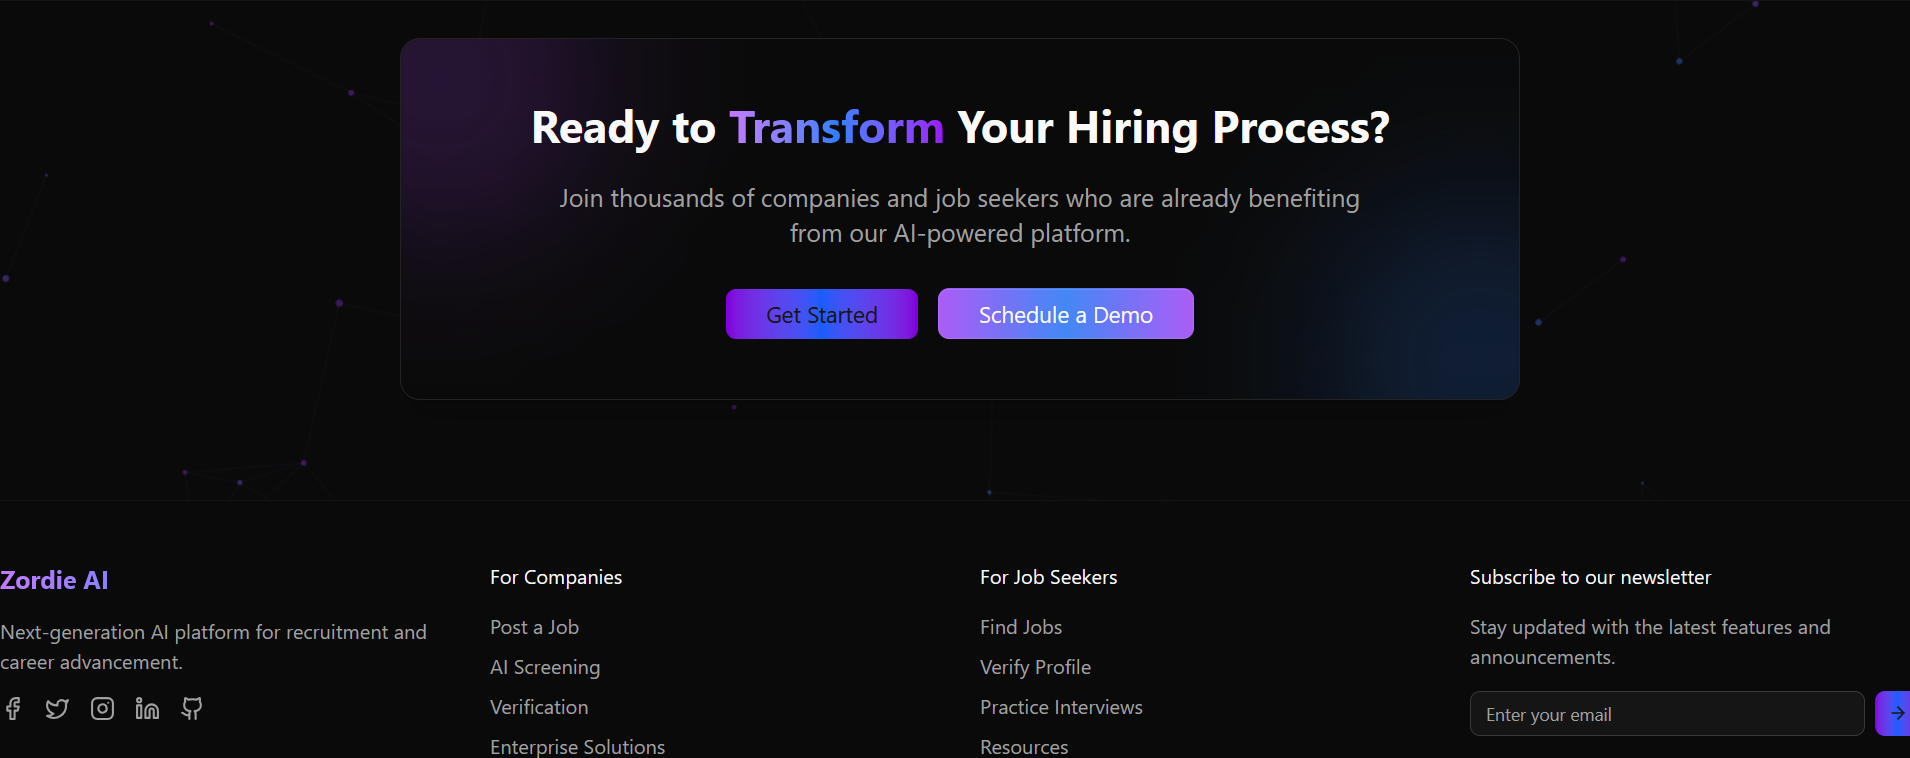 Ready to Transform Your Hiring Process?
Join thousands of companies and job seekers who are already benefiting
from our AI-powered platform.
Get Started
Schedule a Demo
Zordie AI
Next-generation AI platform for recruitment and
career advancement.
For Companies
Post a Job
AI Screening
Verification
Enterprise Solutions
For Job Seekers
Find Jobs
Verify Profile
Practice Interviews
Resources
Subscribe to our newsletter
Stay updated with the latest features and
announcements.
Enter your email